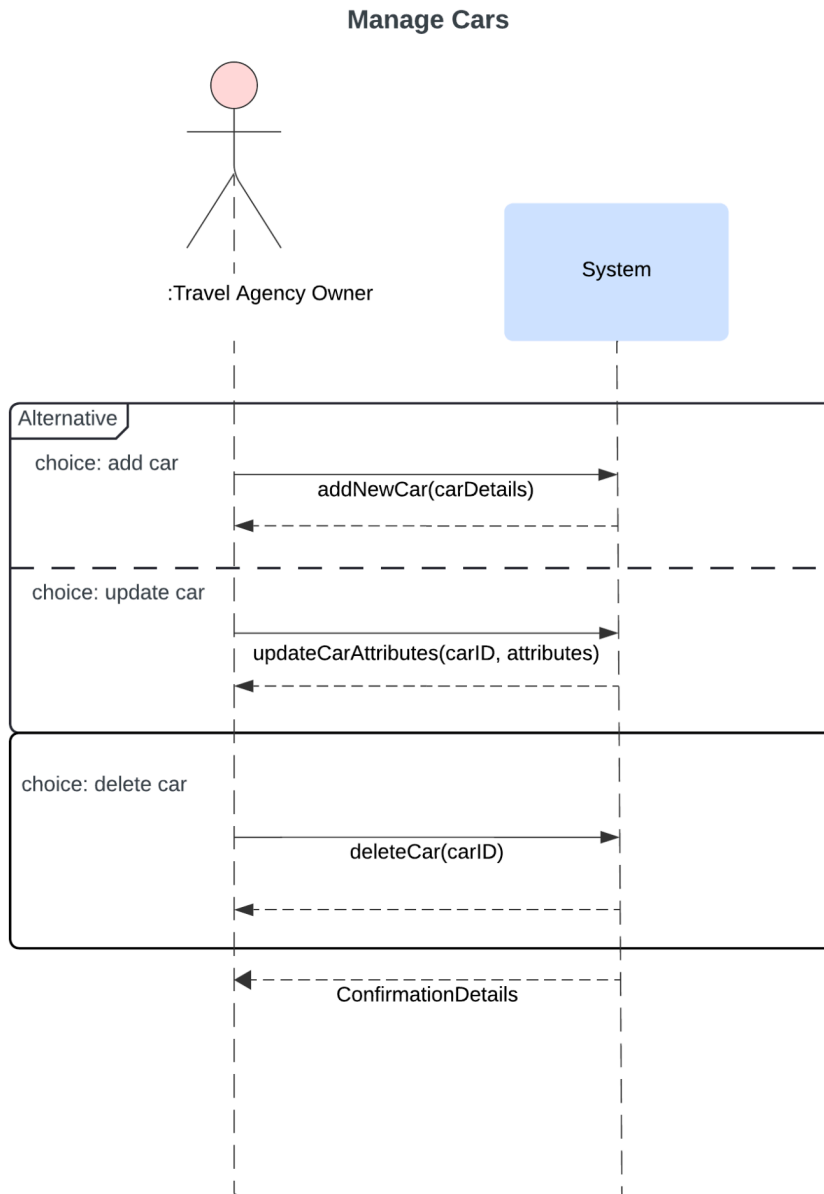 Manage Cars
System
:Travel Agency Owner
Alternative
choice: add car
addNewCar(carDetails)
choice: update car
updateCarAttributes(carID, attributes)
choice: delete car
deleteCar(carID)
ConfirmationDetails